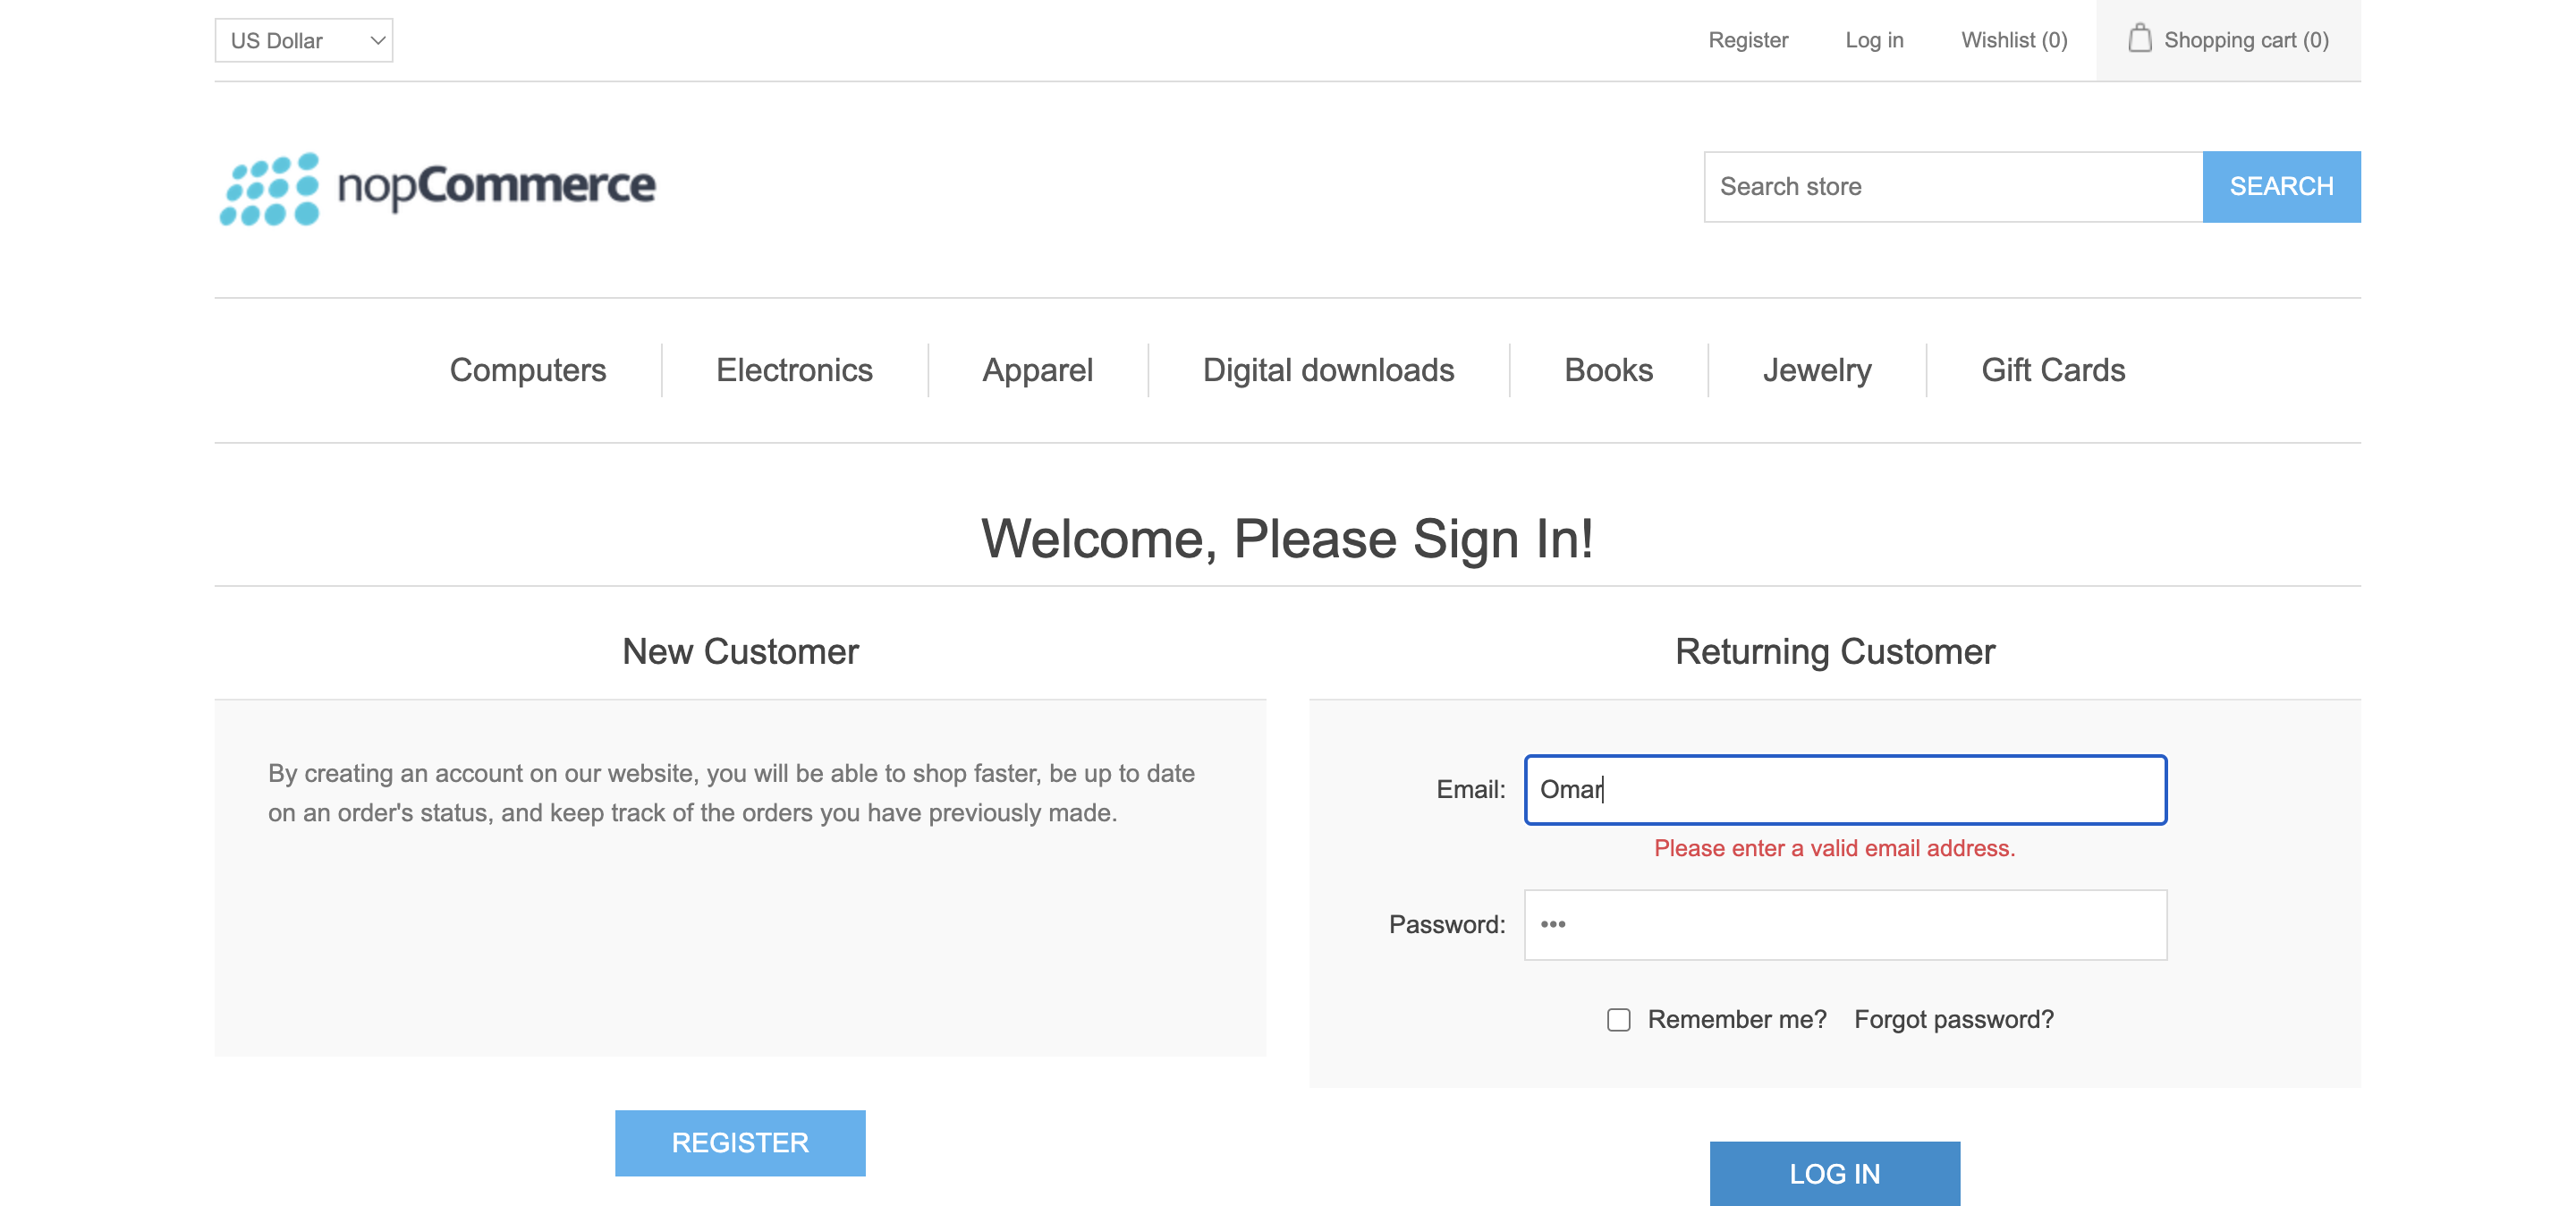 US Dollar Register Log in Wishlist (0) Shopping cart (0)
nopCommerce Search store SEARCH
Computers Electronics Apparel Digital downloads Books Jewelry Gift Cards
Welcome, Please Sign In!
New Customer
By creating an account on our website, you will be able to shop faster, be up to date
on an order's status, and keep track of the orders you have previously made.
REGISTER
Returning Customer
Email: Omar
Please enter a valid email address.
Password: •••
Remember me? Forgot password?
LOG IN